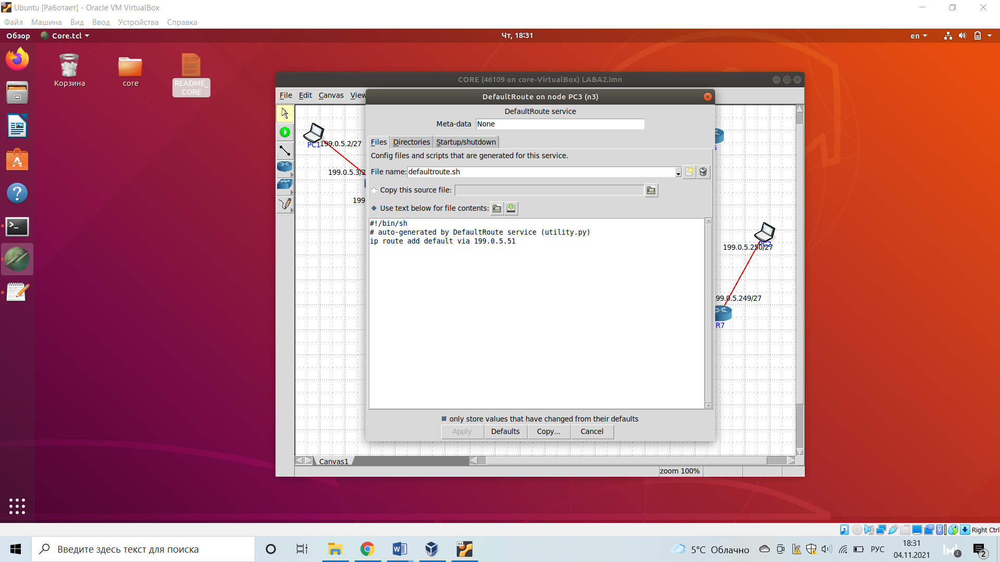 Ubuntu [Работает] - Oracle VM VirtualBox
Файл Машина Вид Ввод Устройства Справка
Обзор Core.tcl Чт, 18:31 en
Корзина core README_
CORE
CORE (46109 on core-VirtualBox) LABA2.imn
File Edit Canvas View
DefaultRoute on node PC3 (n3)
DefaultRoute service
Meta-data None
Files Directories Startup/shutdown
Config files and scripts that are generated for this service.
File name: defaultroute.sh
Copy this source file:
Use text below for file contents:
#!/bin/sh
# auto-generated by DefaultRoute service (utility.py)
ip route add default via 199.0.5.51
only store values that have changed from their defaults
Apply Defaults Copy... Cancel
PC1 199.0.5.2/27
199.0.5.3/2
199
PC2
199.0.5.250/27
99.0.5.249/27
R7
Canvas1
zoom 100%
Right Ctrl
Введите здесь текст для поиска
64
5°C Облачно
РУС
18:31
04.11.2021
3
2